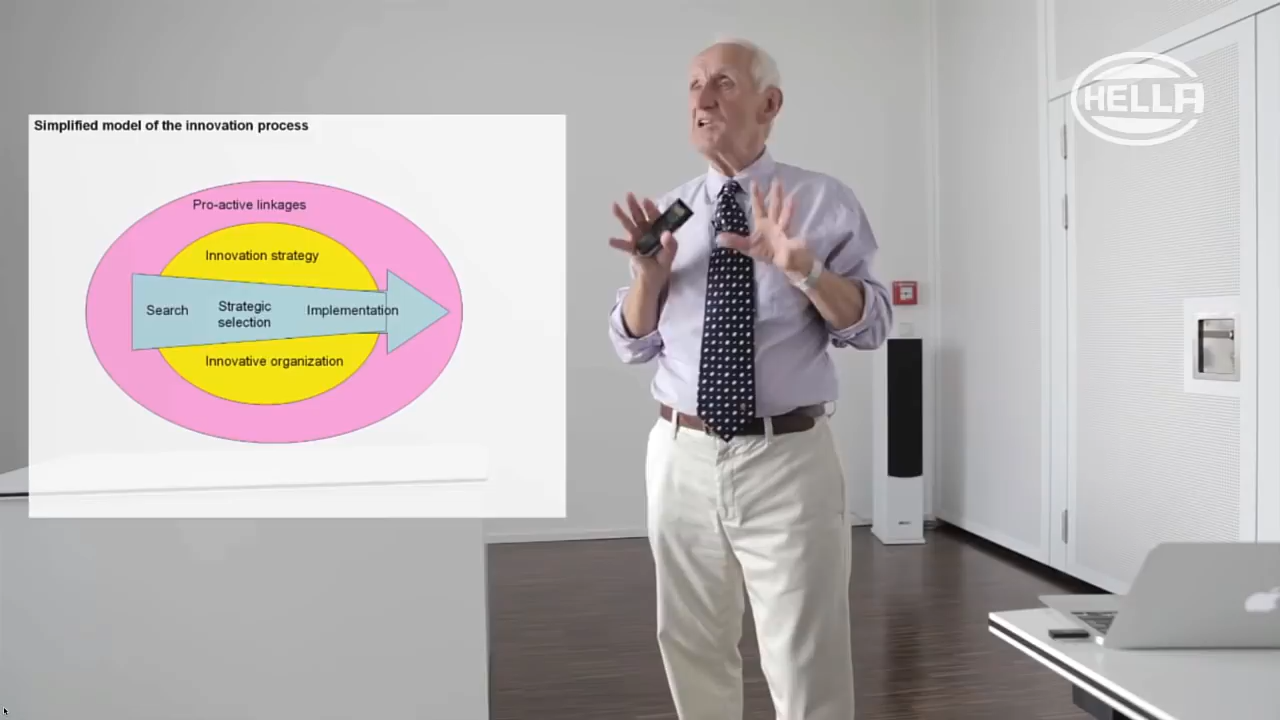 HELLA
Simplified model of the innovation process
Pro-active linkages
Innovation strategy
Search
Strategic
selection
Implementation
Innovative organization